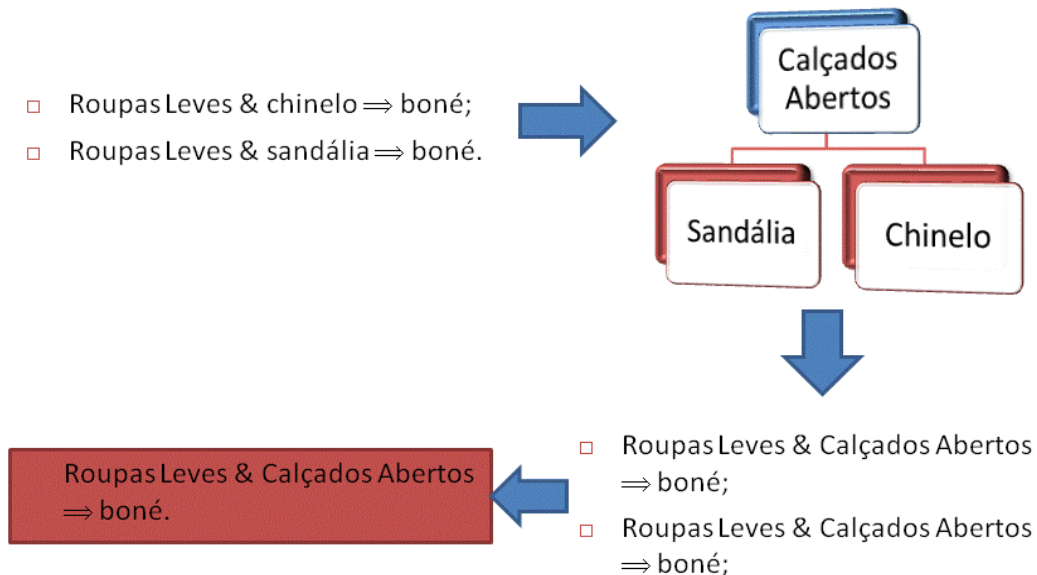 Roupas Leves & chinelo ⟹ boné;
Roupas Leves & sandália ⟹ boné.
Calçados
Abertos
Sandália
Chinelo
Roupas Leves & Calçados Abertos
⟹ boné;
Roupas Leves & Calçados Abertos
⟹ boné;
Roupas Leves & Calçados Abertos
⟹ boné.